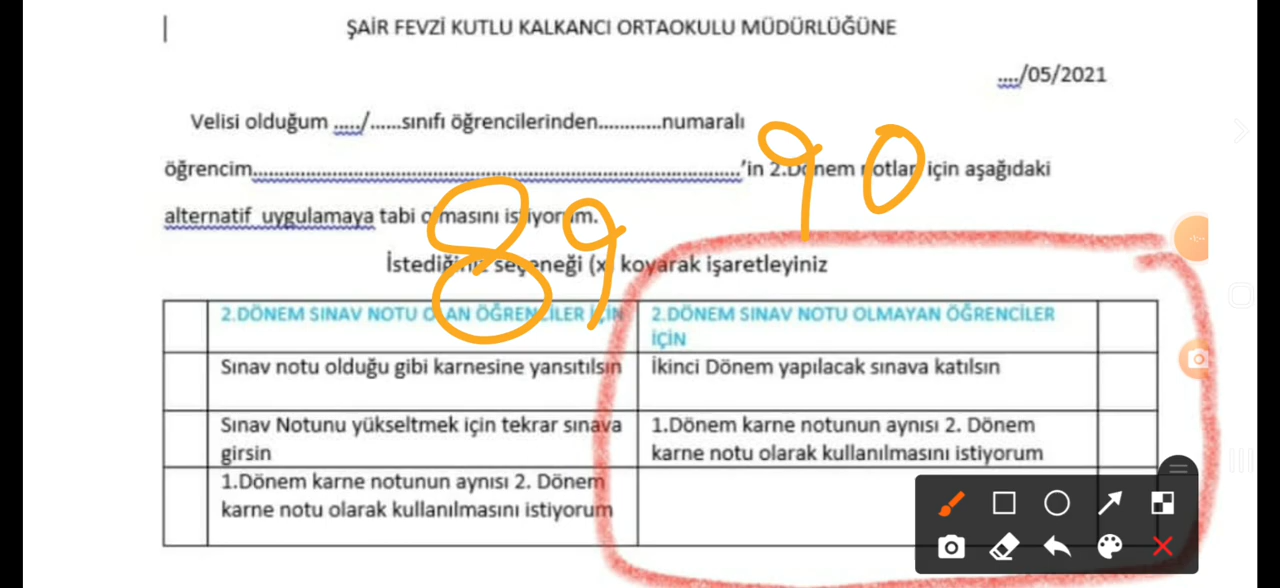 ŞAİR FEVZİ KUTLU KALKANCI ORTAOKULU MÜDÜRLÜĞÜNE
..../05/2021
Velisi olduğum ...../......sınıfı öğrencilerinden............numaralı
90
öğrencim..........................................................................................'in 2.Dönem notları için aşağıdaki
89
alternatif uygulamaya tabi olmasını istiyorum.
İstediğiniz seçeneği (x) koyarak işaretleyiniz
2.DÖNEM SINAV NOTU OLAN ÖĞRENCİLER İÇİN
2.DÖNEM SINAV NOTU OLMAYAN ÖĞRENCİLER
İÇİN
Sınav notu olduğu gibi karnesine yansıtılsın
İkinci Dönem yapılacak sınava katılsın
Sınav Notunu yükseltmek için tekrar sınava
girsin
1.Dönem karne notunun aynısı 2. Dönem
karne notu olarak kullanılmasını istiyorum
1.Dönem karne notunun aynısı 2. Dönem
karne notu olarak kullanılmasını istiyorum